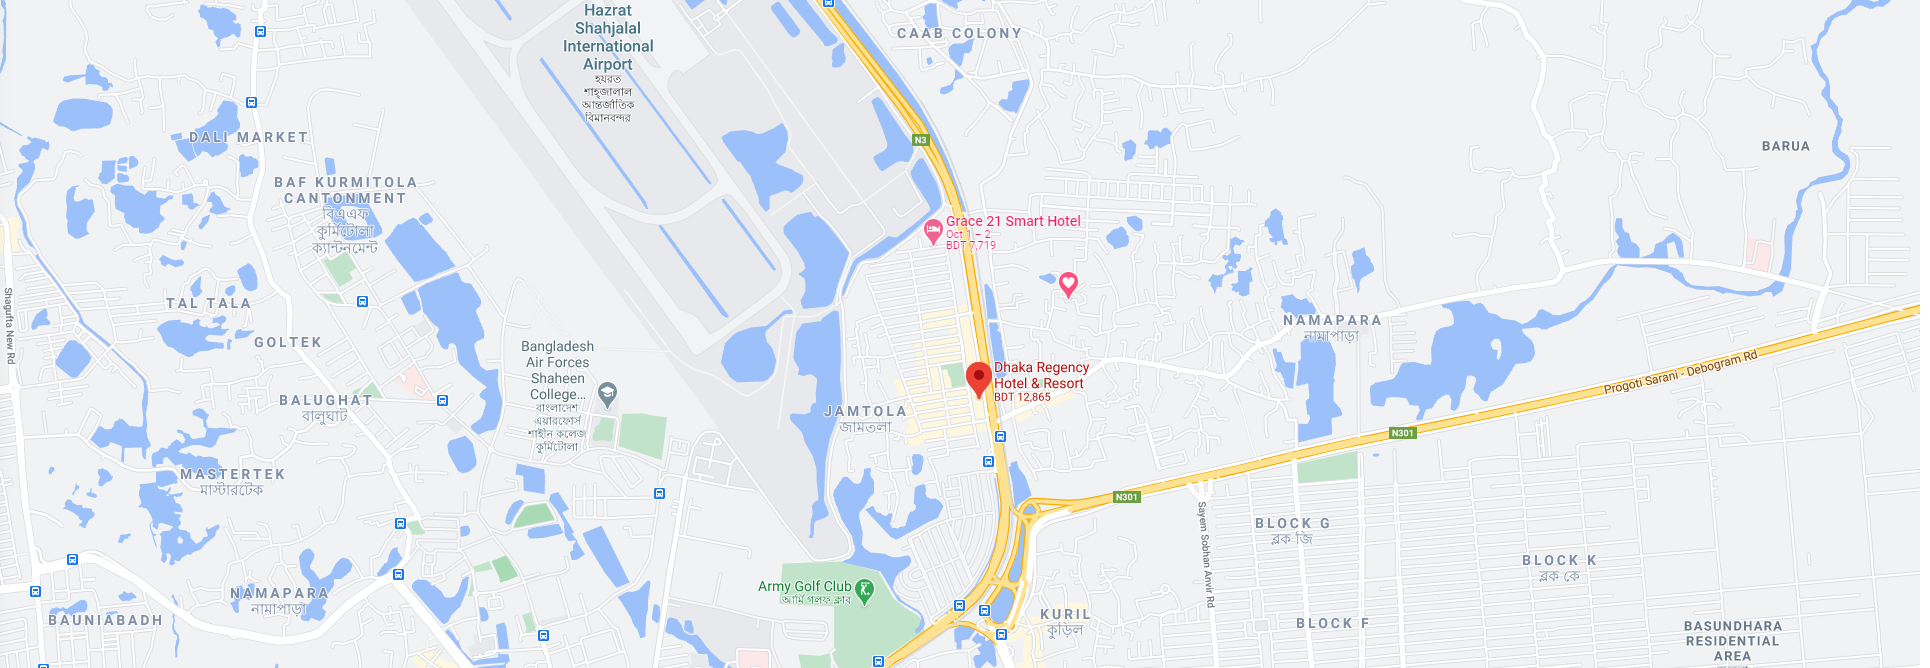 Hazrat
Shahjalal
International
Airport
হযরত
শাহ্জালাল
আন্তর্জাতিক
বিমানবন্দর
CAAB COLONY
N3
DALI MARKET
BARUA
BAF KURMITOLA
CANTONMENT
বিএএফ
কুর্মিটোলা
ক্যান্টনমেন্ট
Grace 21 Smart Hotel
Oct 1 – 2
BDT 7,719
TAL TALA
Shagufta New Rd
GOLTEK
NAMAPARA
নামাপাড়া
Bangladesh
Air Forces
Shaheen
College...
বাংলাদেশ
এয়ারফোর্স
শাহীন কলেজ
কুর্মিটোলা
Dhaka Regency
Hotel & Resort
BDT 12,865
Progoti Sarani - Debogram Rd
BALUGHAT
বালুঘাট
JAMTOLA
জামতলা
N301
MASTERTEK
মাস্টারটেক
N301
Sayem Sobhan Anvir Rd
BLOCK G
ব্লক জি
BLOCK K
ব্লক কে
Army Golf Club
আর্মি গলফ ক্লাব
NAMAPARA
নামাপাড়া
BAUNIABADH
KURIL
কুড়িল
BLOCK F
BASUNDHARA
RESIDENTIAL
AREA